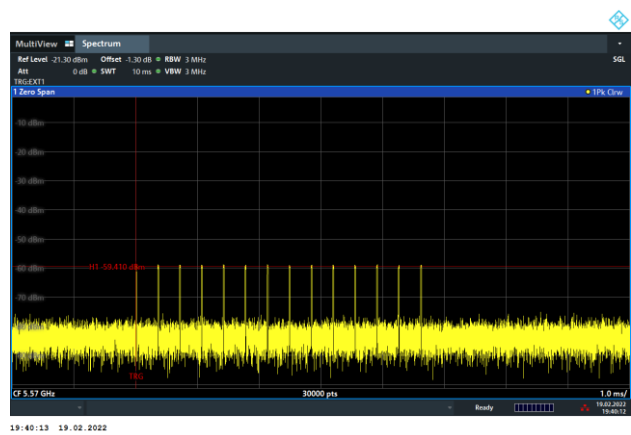 MultiView Spectrum
Ref Level -21.30 dBm Offset -1.30 dB RBW 3 MHz SGL
Att 0 dB SWT 10 ms VBW 3 MHz
TRG:EXT1
1 Zero Span 1Pk Clrw
-10 dBm
-20 dBm
-30 dBm
-40 dBm
-50 dBm
-60 dBm H1 -59.410 dBm
-70 dBm
TRG
CF 5.57 GHz 30000 pts 1.0 ms/
Ready 19.02.2022
19:40:12
19:40:13 19.02.2022